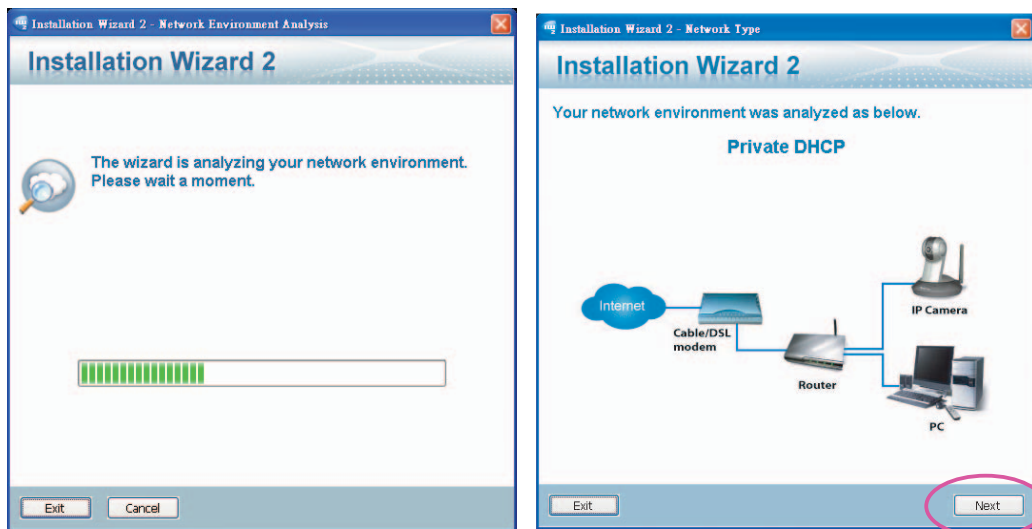 Installation Wizard 2 - Network Environment Analysis
Installation Wizard 2
The wizard is analyzing your network environment.
Please wait a moment.
Exit
Cancel
Installation Wizard 2 - Network Type
Installation Wizard 2
Your network environment was analyzed as below.
Private DHCP
Internet
Cable/DSL
modem
Router
IP Camera
PC
Exit
Next